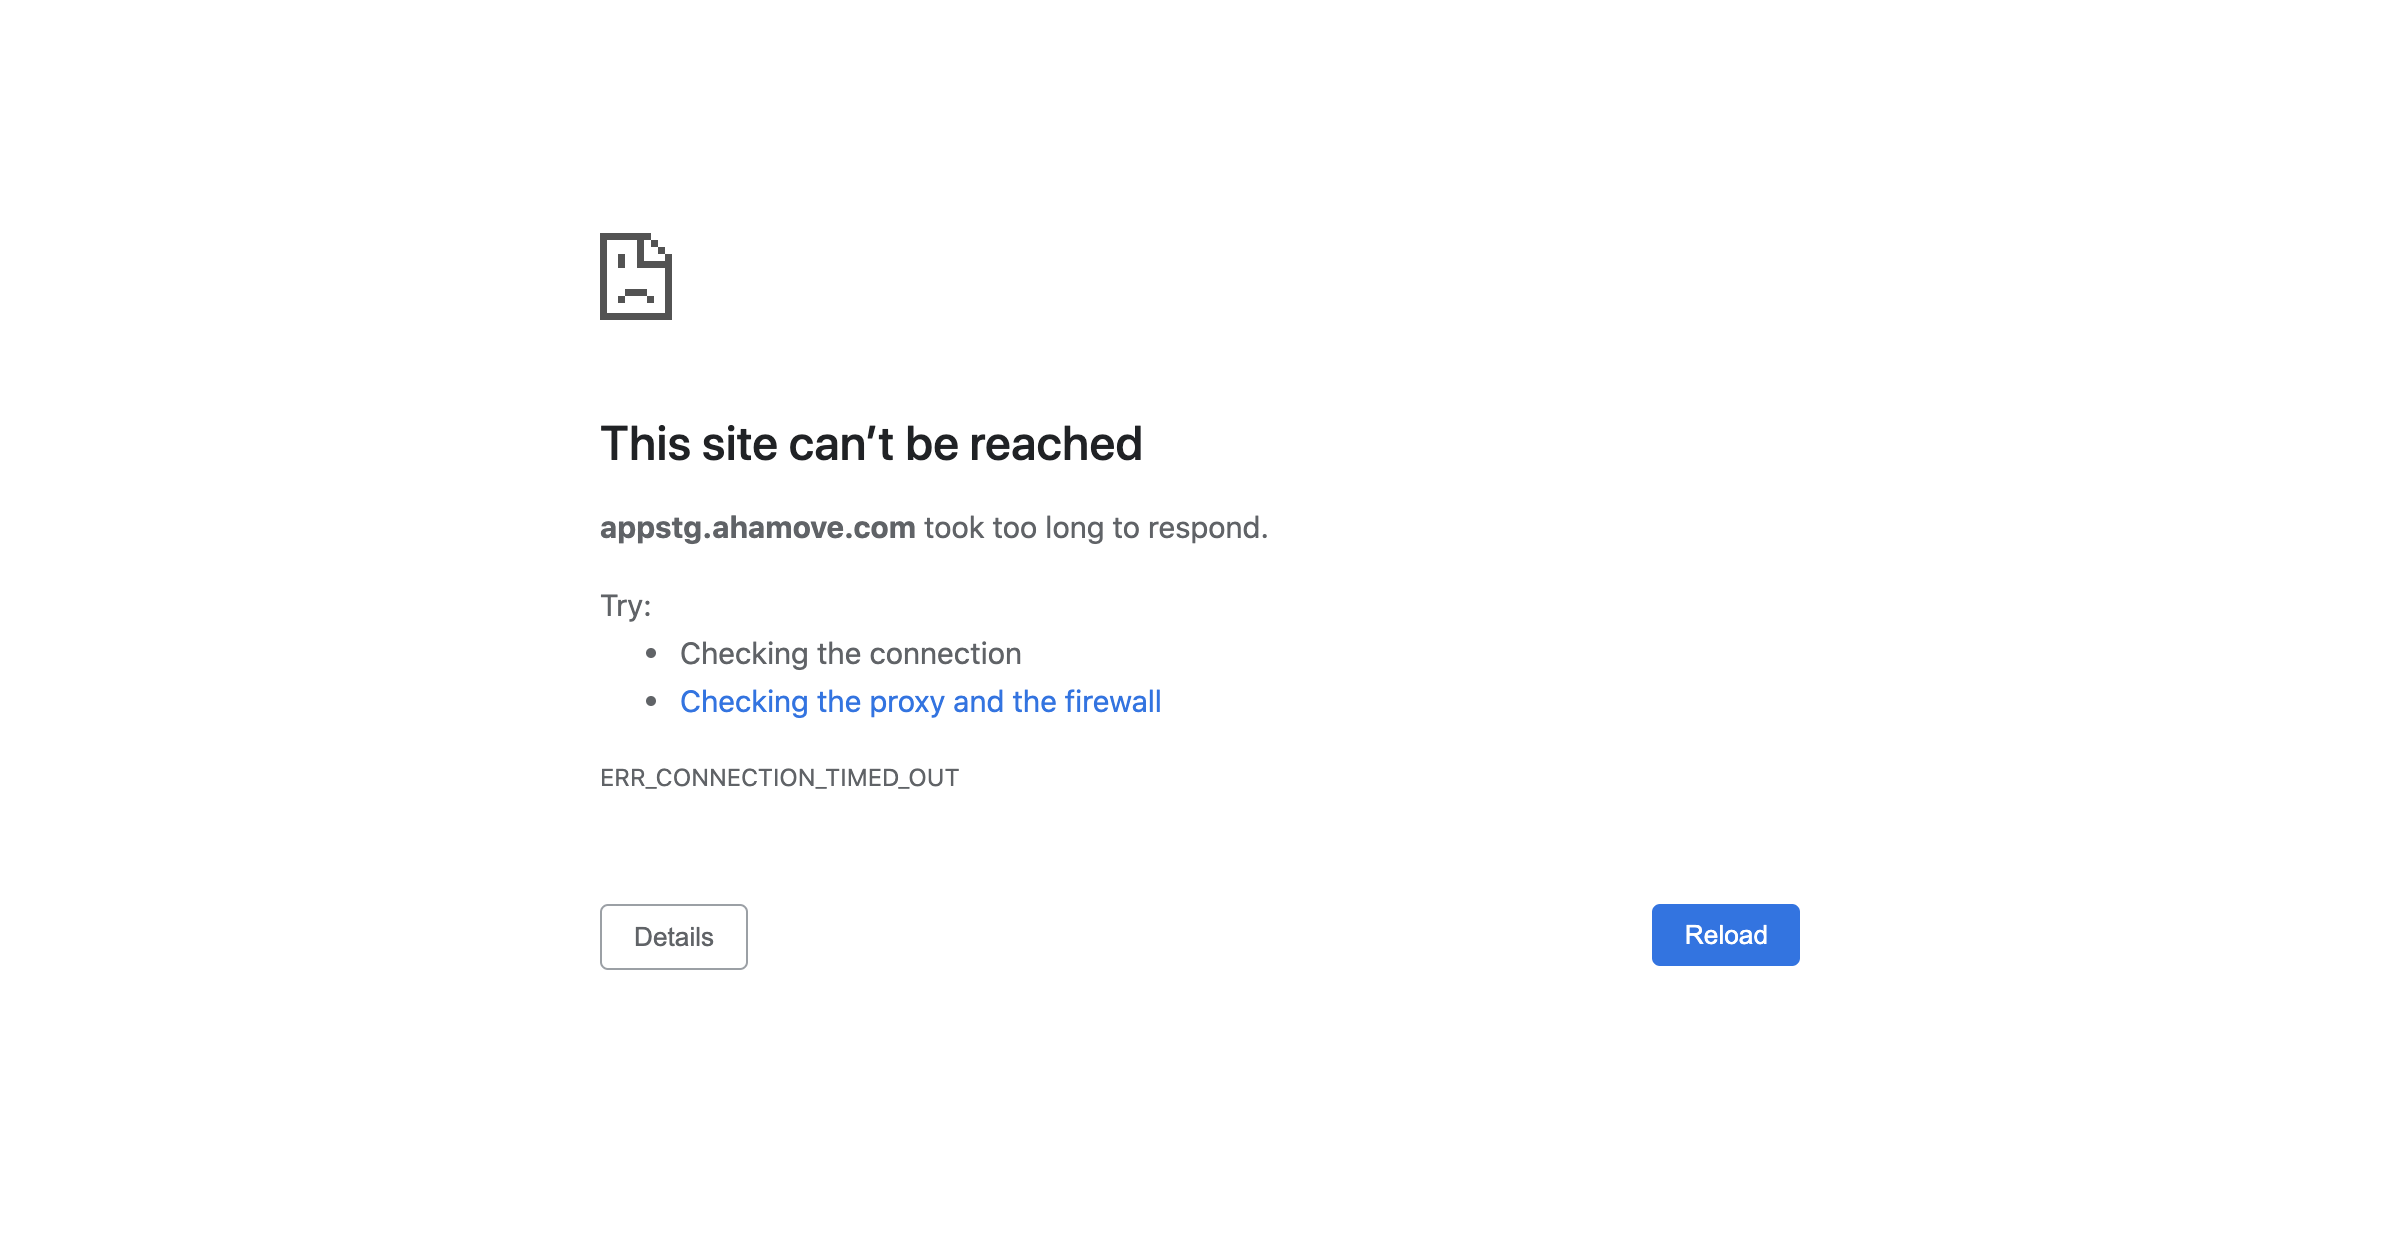 This site can’t be reached
appstg.ahamove.com took too long to respond.
Try:
• Checking the connection
• Checking the proxy and the firewall
ERR_CONNECTION_TIMED_OUT
Details
Reload